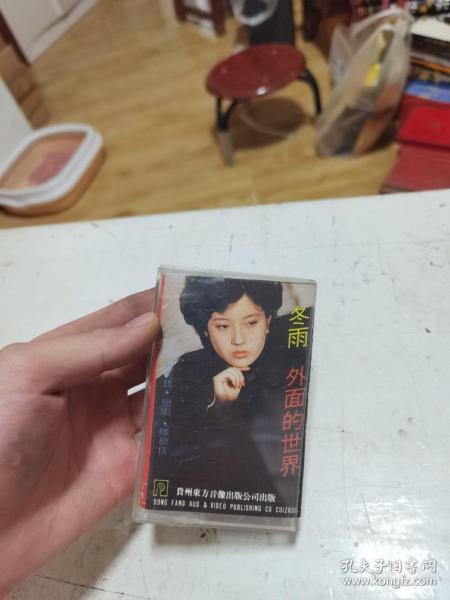 冬雨
外面的世界
貴州東方音像出版公司出版
DONG FANG AUD & VIDEO PUBLISHING CO CUIZHOU
孔夫子旧书网
www.kongfz.com